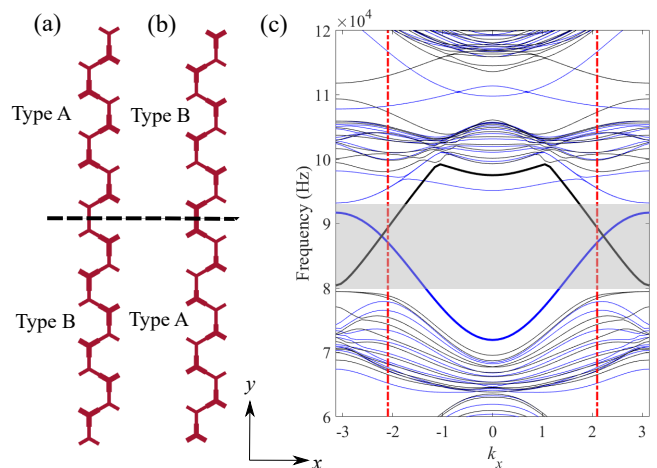 (a)
(b)
(c)
Type A
Type B
Type B
Type A
y
x
×10⁴
12
11
10
9
8
7
6
Frequency (Hz)
-3 -2 -1 0 1 2 3
kₓ